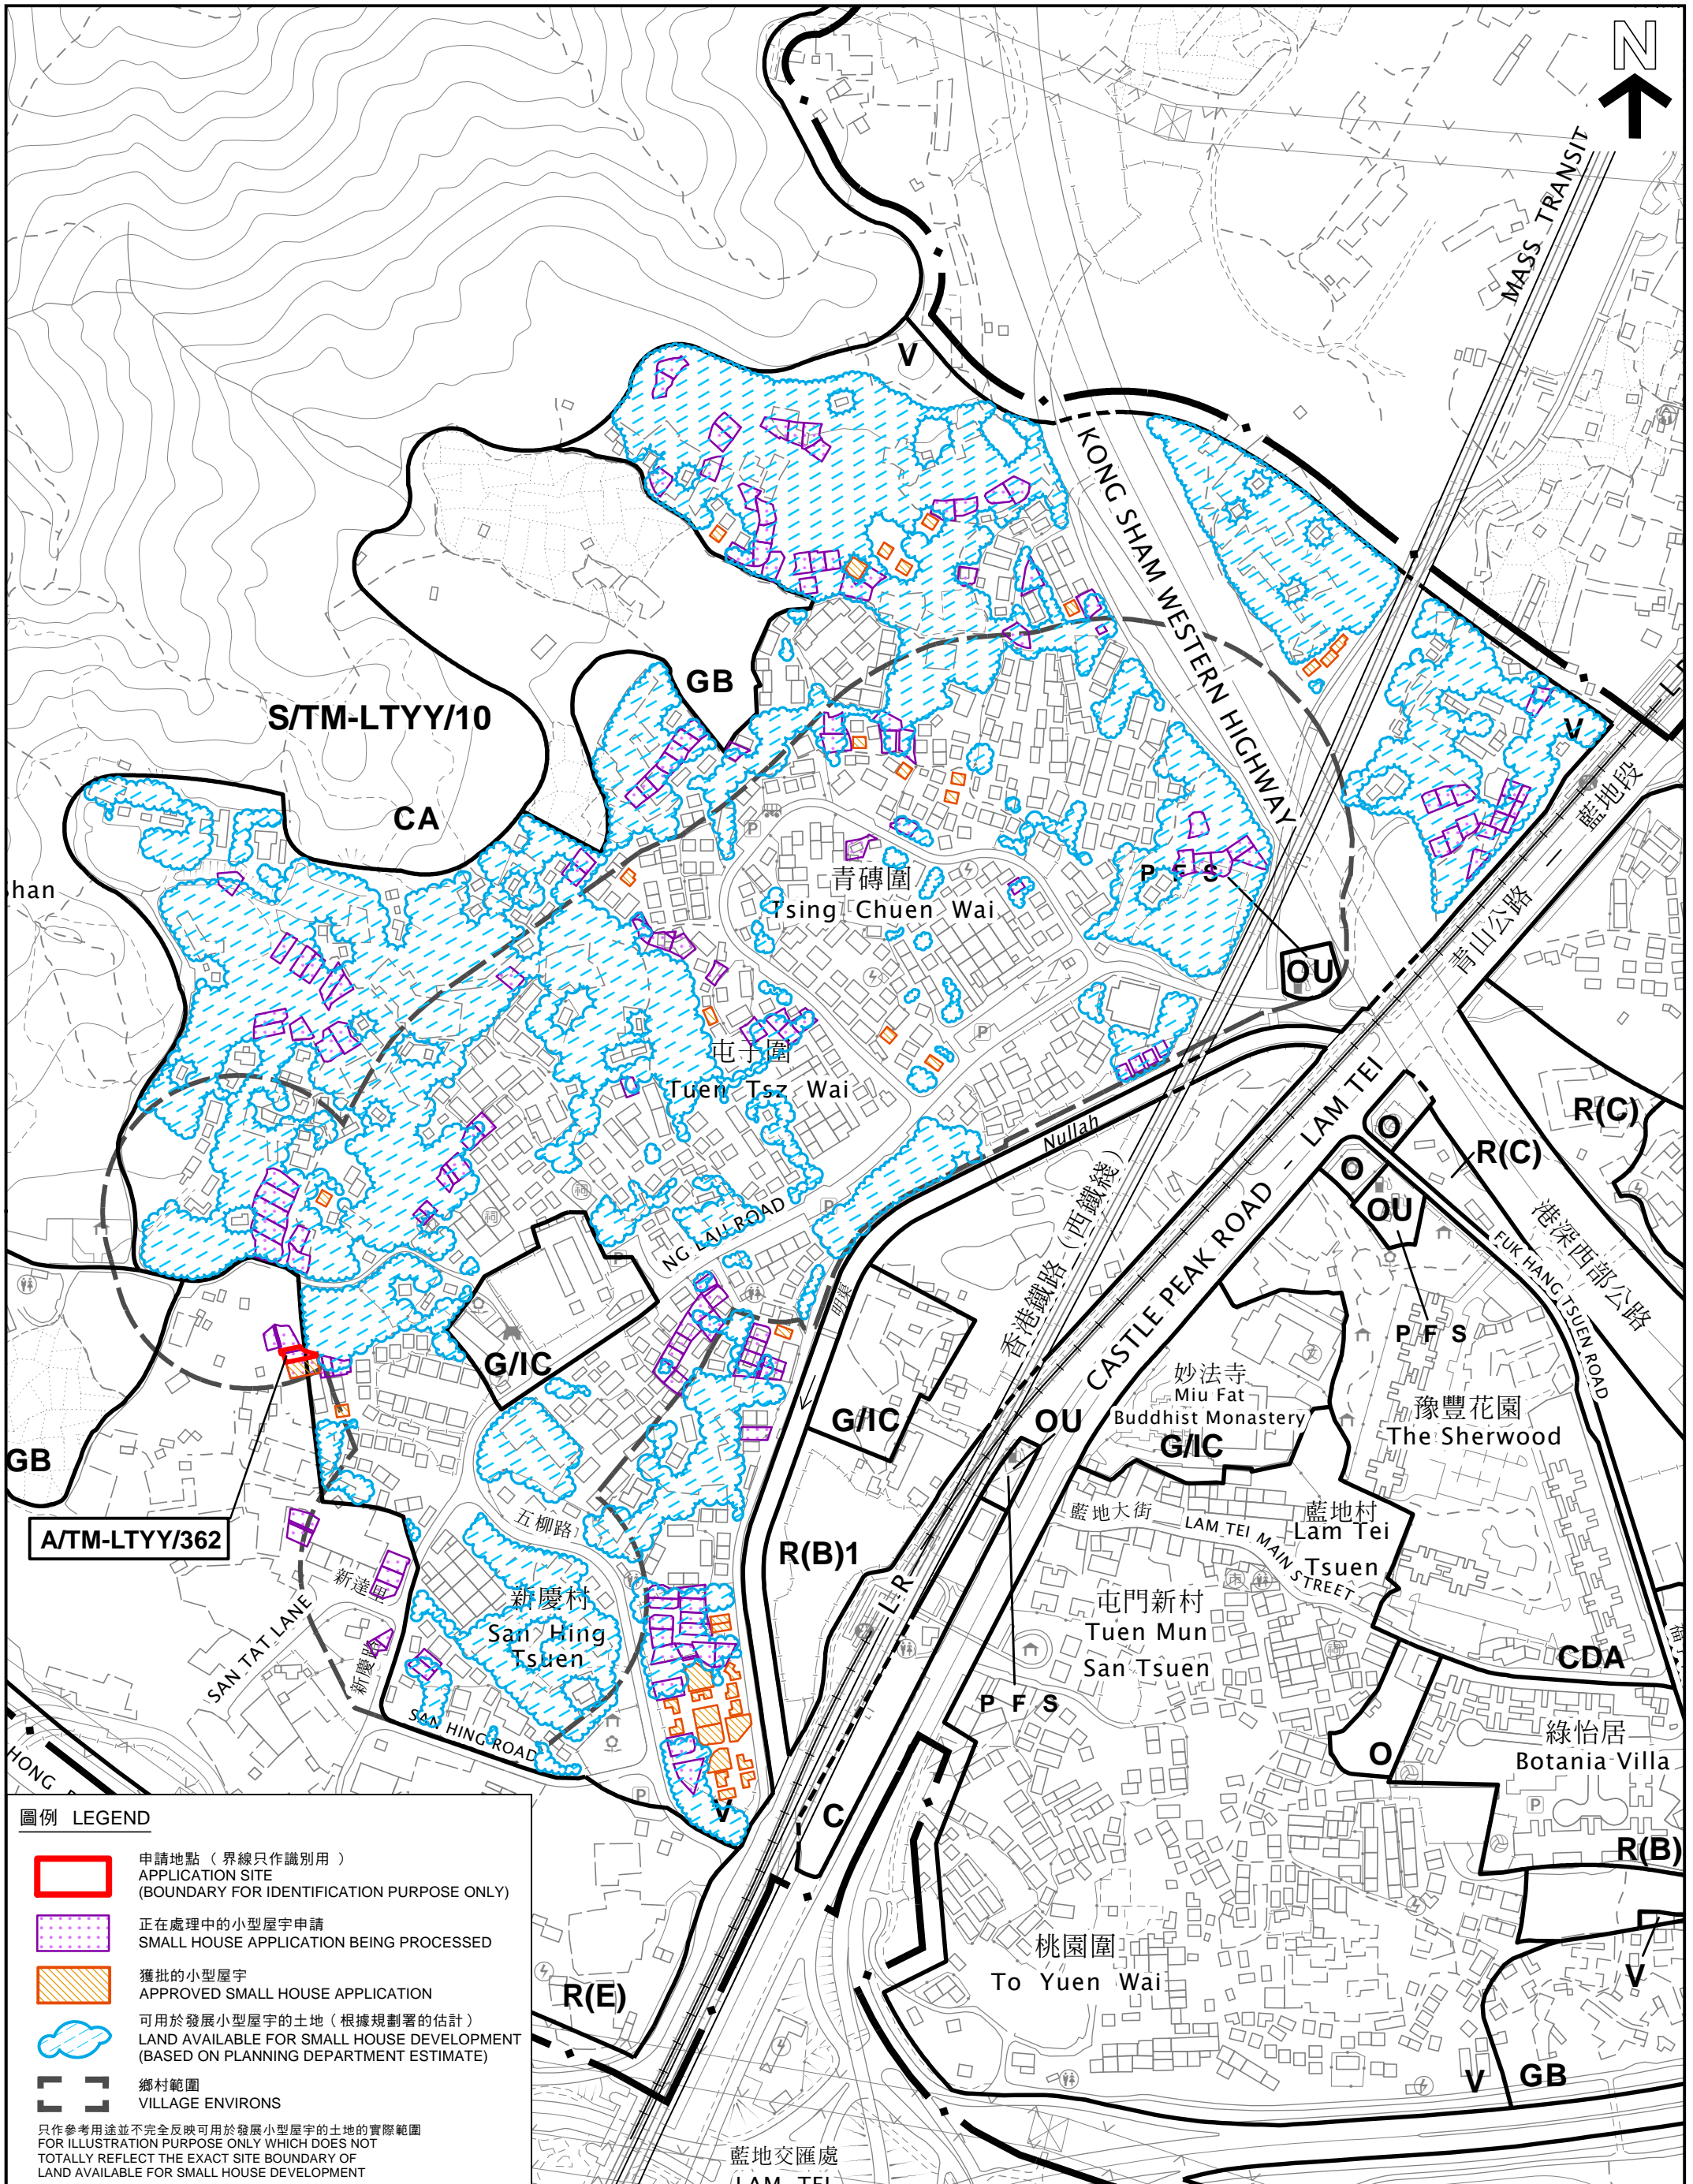 N
MASS TRANSIT
V
KONG SHAM WESTERN HIGHWAY
GB
S/TM-LTYY/10
CA
V
藍地段
青磚圍
Tsing Chuen Wai
P F S
OU
青山公路
屯子圍
Tuen Tsz Wai
Nullah
CASTLE PEAK ROAD - LAM TEI
O
R(C)
R(C)
O
OU
港深西部公路
FUK HANG TSUEN ROAD
NG LAU ROAD
明渠
香港鐵路（西鐵綫）
P F S
G/IC
G/IC
OU
妙法寺
Miu Fat
Buddhist Monastery
G/IC
豫豐花園
The Sherwood
GB
A/TM-LTYY/362
五柳路
藍地大街
LAM TEI MAIN STREET
藍地村
Lam Tei
Tsuen
R(B)1
L R
新達里
SAN TAT LANE
新慶村
San Hing
Tsuen
新慶路
SAN HING ROAD
屯門新村
Tuen Mun
San Tsuen
CDA
P F S
O
綠怡居
Botania Villa
V
C
R(B)
桃園圍
To Yuen Wai
V
R(E)
V
GB
藍地交匯處
LAM TEI
圖例 LEGEND
申請地點（界線只作識別用）
APPLICATION SITE
(BOUNDARY FOR IDENTIFICATION PURPOSE ONLY)
正在處理中的小型屋宇申請
SMALL HOUSE APPLICATION BEING PROCESSED
獲批的小型屋宇
APPROVED SMALL HOUSE APPLICATION
可用於發展小型屋宇的土地（根據規劃署的估計）
LAND AVAILABLE FOR SMALL HOUSE DEVELOPMENT
(BASED ON PLANNING DEPARTMENT ESTIMATE)
鄉村範圍
VILLAGE ENVIRONS
只作參考用途並不完全反映可用於發展小型屋宇的土地的實際範圍
FOR ILLUSTRATION PURPOSE ONLY WHICH DOES NOT
TOTALLY REFLECT THE EXACT SITE BOUNDARY OF
LAND AVAILABLE FOR SMALL HOUSE DEVELOPMENT